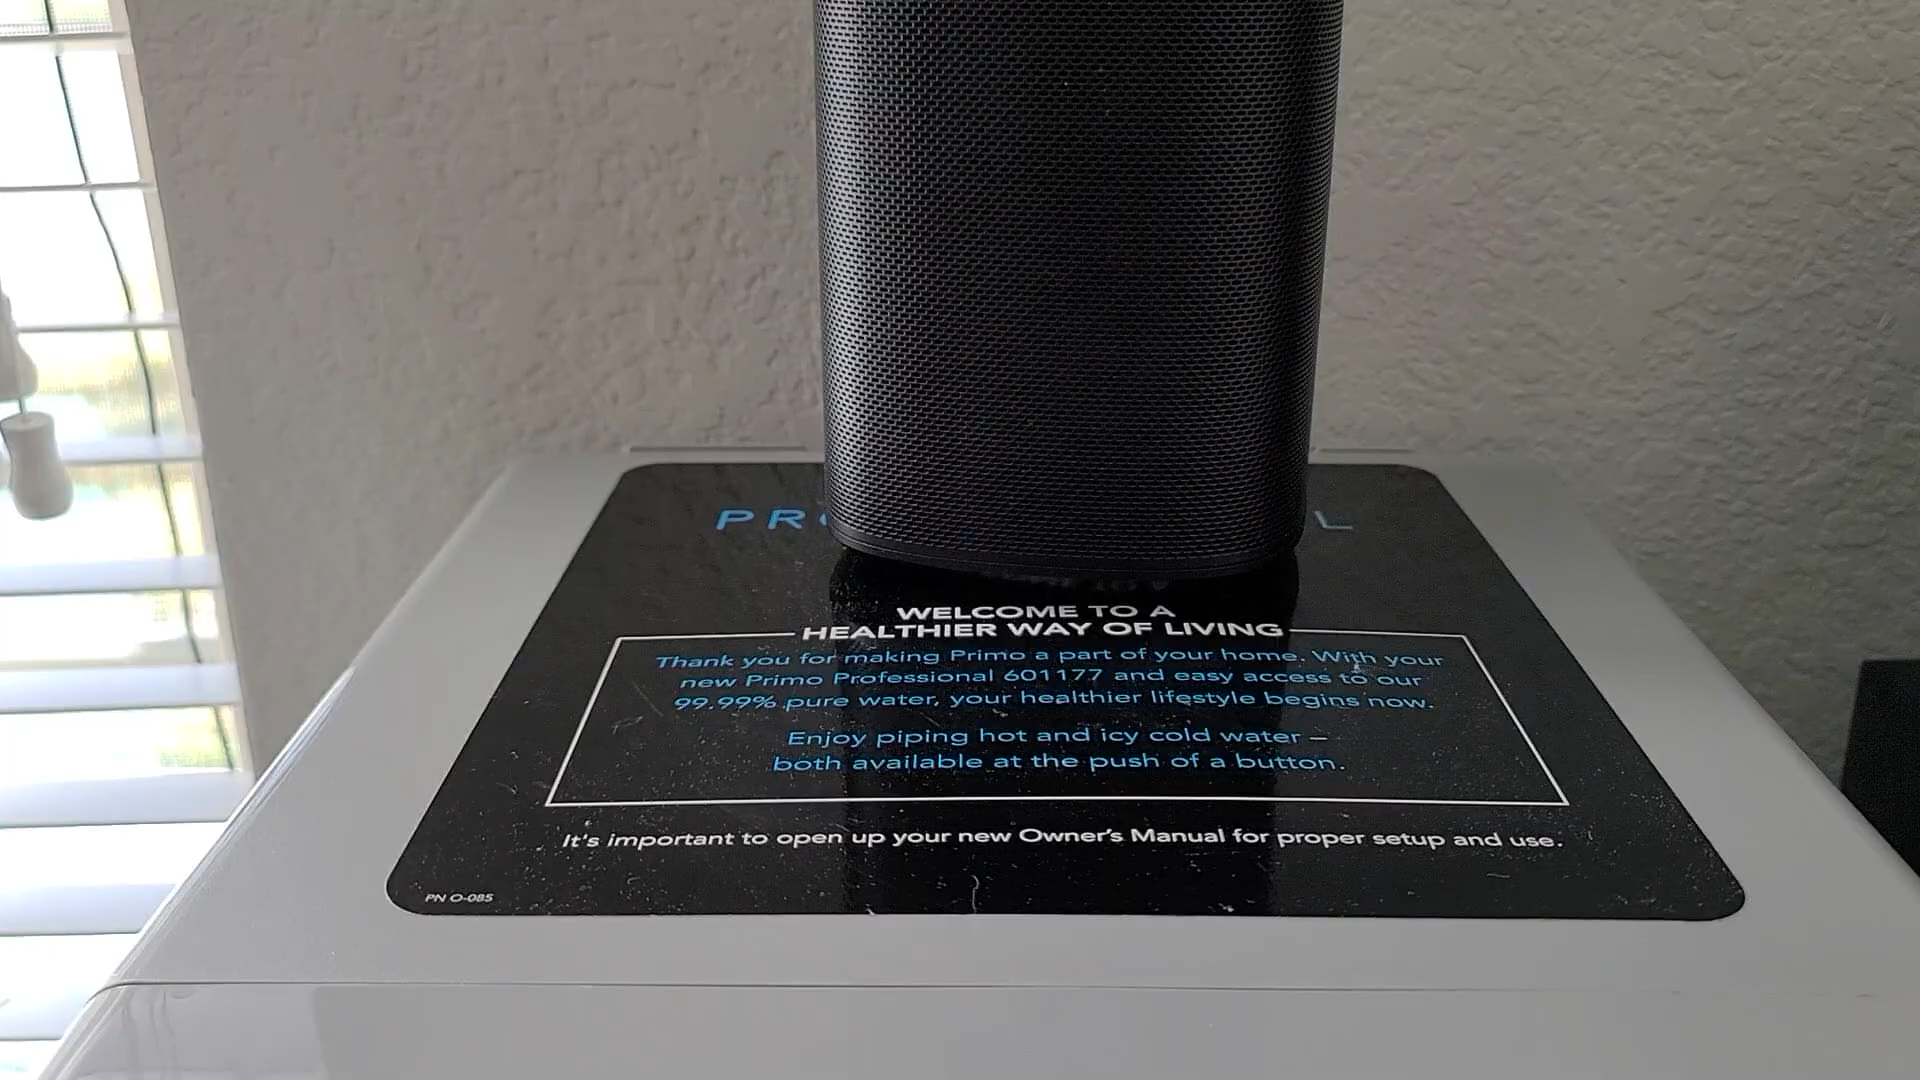 PR L
WELCOME TO A
HEALTHIER WAY OF LIVING
Thank you for making Primo a part of your home. With your
new Primo Professional 601177 and easy access to our
99.99% pure water, your healthier lifestyle begins now.
Enjoy piping hot and icy cold water –
both available at the push of a button.
It's important to open up your new Owner's Manual for proper setup and use.
PN O-085